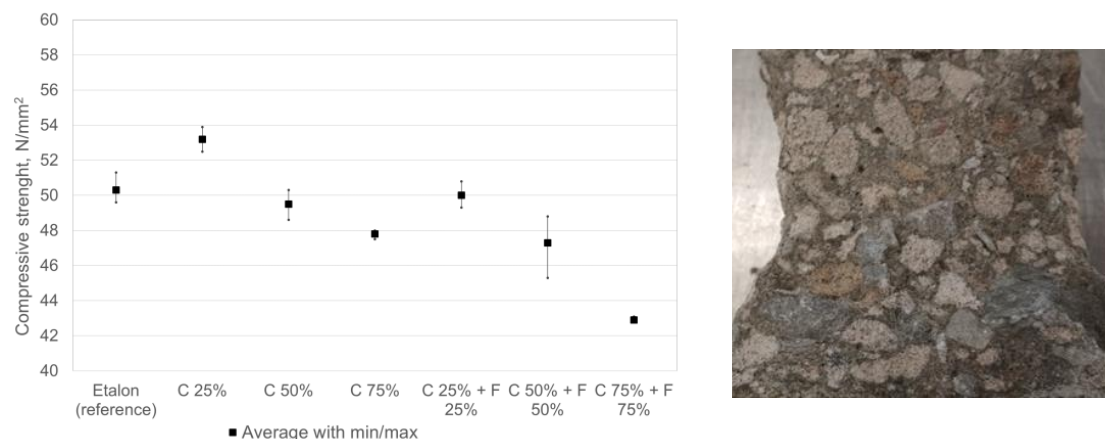 60
58
56
54
52
50
48
46
44
42
40
Compressive strenght, N/mm²
Etalon
(reference)
C 25%
C 50%
C 75%
C 25% + F
25%
C 50% + F
50%
C 75% + F
75%
■ Average with min/max